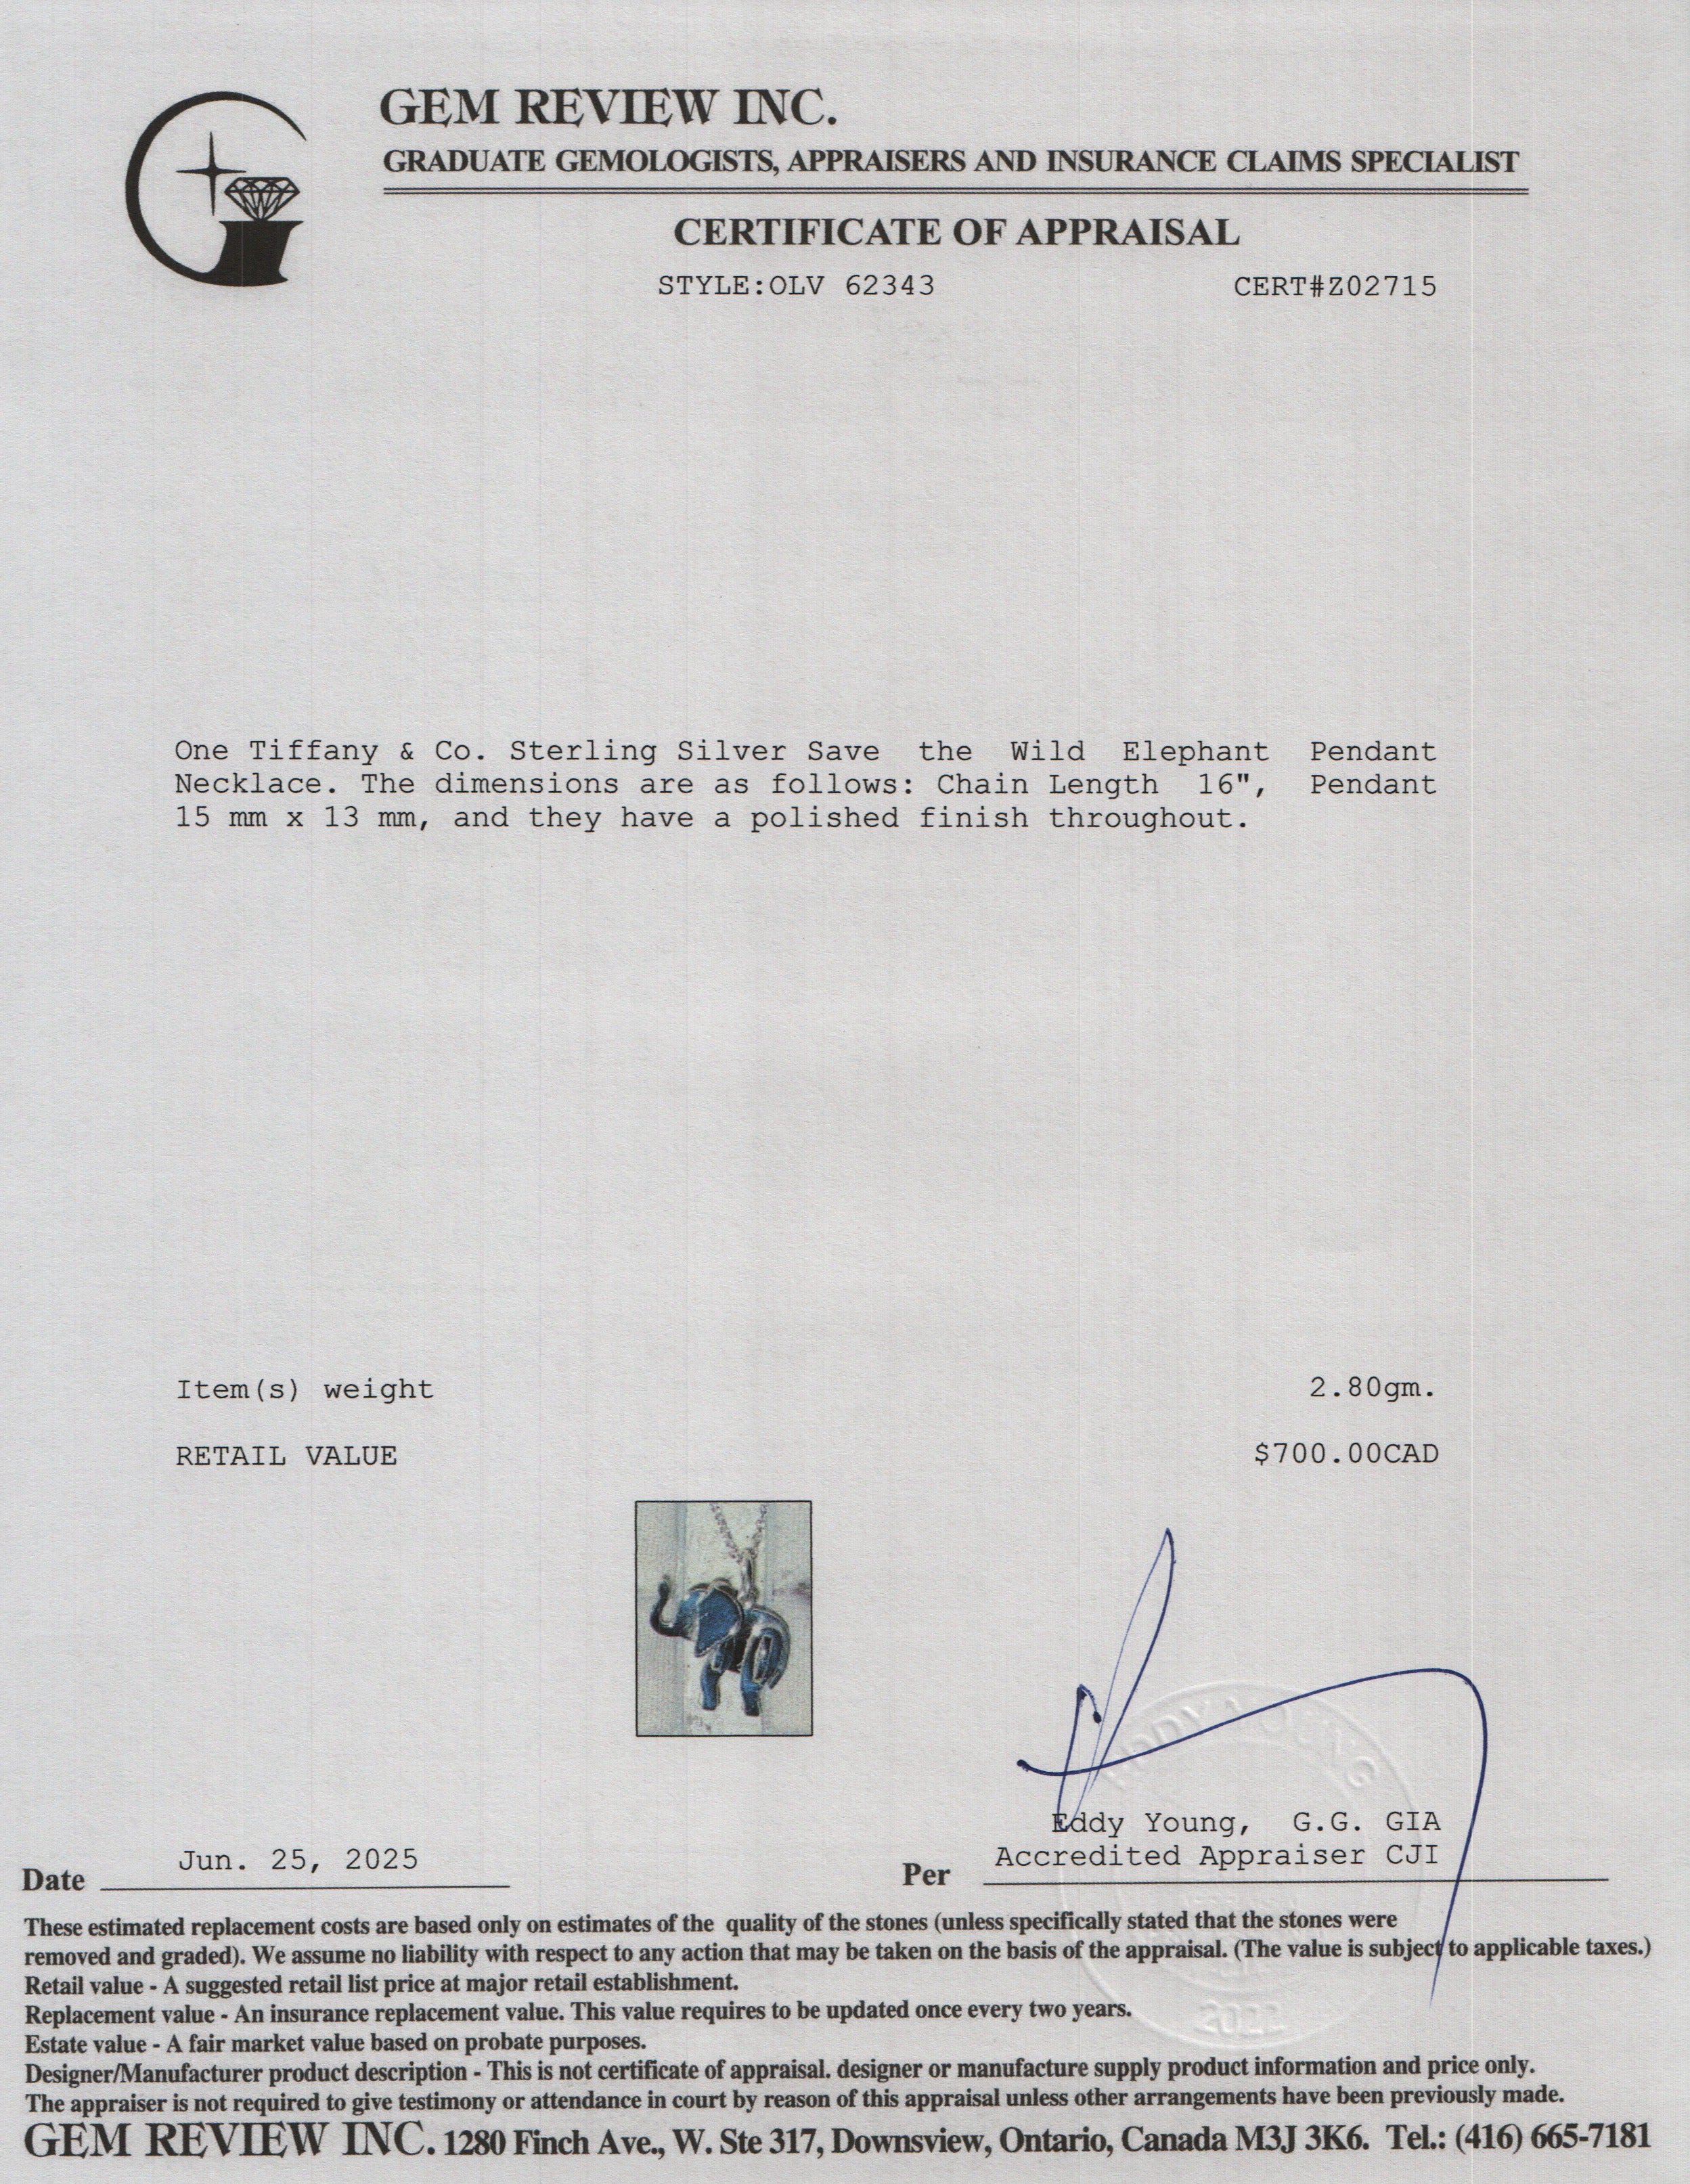 GEM REVIEW INC.
GRADUATE GEMOLOGISTS, APPRAISERS AND INSURANCE CLAIMS SPECIALIST
CERTIFICATE OF APPRAISAL
STYLE:OLV 62343 CERT#Z02715
One Tiffany & Co. Sterling Silver Save the Wild Elephant Pendant
Necklace. The dimensions are as follows: Chain Length 16", Pendant
15 mm x 13 mm, and they have a polished finish throughout.
Item(s) weight 2.80gm.
RETAIL VALUE $700.00CAD
EDDY YOUNG
Eddy Young, G.G. GIA
Accredited Appraiser CJI
Date Jun. 25, 2025 Per
2022
These estimated replacement costs are based only on estimates of the quality of the stones (unless specifically stated that the stones were
removed and graded). We assume no liability with respect to any action that may be taken on the basis of the appraisal. (The value is subject to applicable taxes.)
Retail value - A suggested retail list price at major retail establishment.
Replacement value - An insurance replacement value. This value requires to be updated once every two years.
Estate value - A fair market value based on probate purposes.
Designer/Manufacturer product description - This is not certificate of appraisal. designer or manufacture supply product information and price only.
The appraiser is not required to give testimony or attendance in court by reason of this appraisal unless other arrangements have been previously made.
GEM REVIEW INC. 1280 Finch Ave., W. Ste 317, Downsview, Ontario, Canada M3J 3K6. Tel.: (416) 665-7181